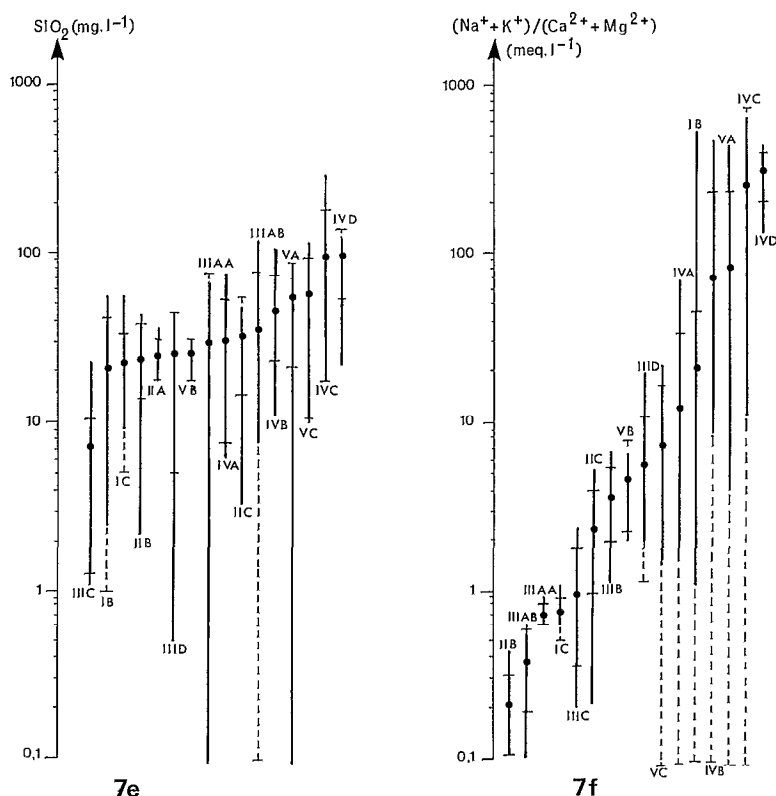 SIO₂(mg.l⁻¹)
1000
100
10
1
0,1
IIIC
IB
IC
IIB
IIA
IIID
VB
IIIAA
IVA
IIC
IIIAB
IVB
VA
VC
IVC
IVD
7e
(Na⁺+K⁺)/(Ca²⁺+Mg²⁺)
(meq.l⁻¹)
1000
100
10
1
0,1
IIB
IIIAB
IIIAA
IC
IIIC
IIC
IIIB
VB
IIID
VC
IVA
IB
IVB
VA
IVC
IVD
7f